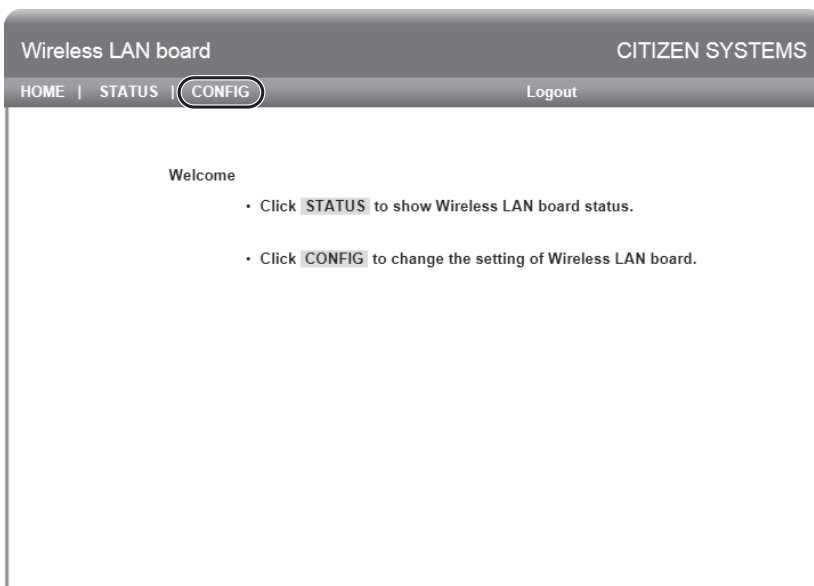 Wireless LAN board CITIZEN SYSTEMS
HOME | STATUS | CONFIG Logout
Welcome
• Click STATUS to show Wireless LAN board status.
• Click CONFIG to change the setting of Wireless LAN board.